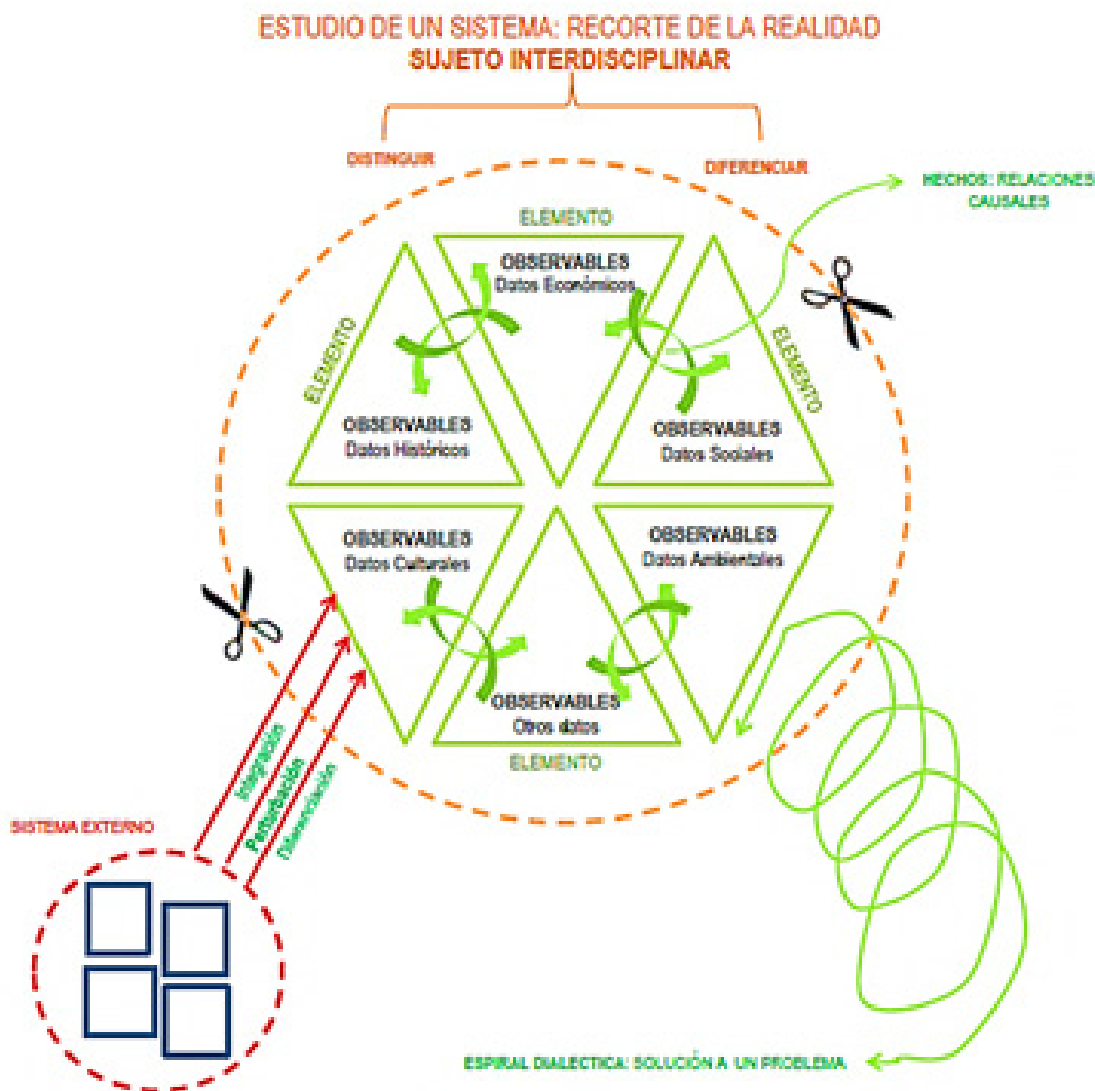 ESTUDIO DE UN SISTEMA: RECORTE DE LA REALIDAD
SUJETO INTERDISCIPLINAR
DISTINGUIR
DIFERENCIAR
HECHOS: RELACIONES
CAUSALES
ELEMENTO
OBSERVABLES
Datos Económicos
ELEMENTO
ELEMENTO
OBSERVABLES
Datos Históricos
OBSERVABLES
Datos Sociales
OBSERVABLES
Datos Culturales
OBSERVABLES
Datos Ambientales
OBSERVABLES
Otros datos
ELEMENTO
Integración
Perturbación
Diferenciación
SISTEMA EXTERNO
ESPIRAL DIALECTICA: SOLUCIÓN A UN PROBLEMA